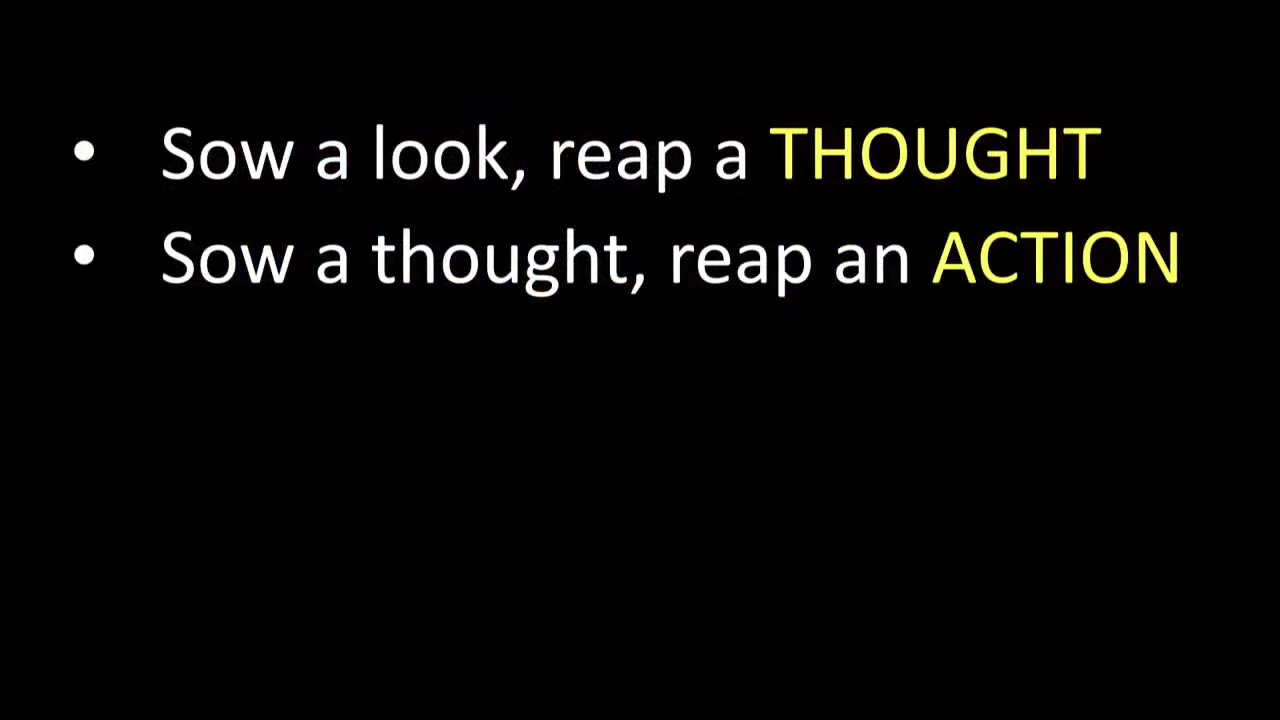 • Sow a look, reap a THOUGHT
• Sow a thought, reap an ACTION